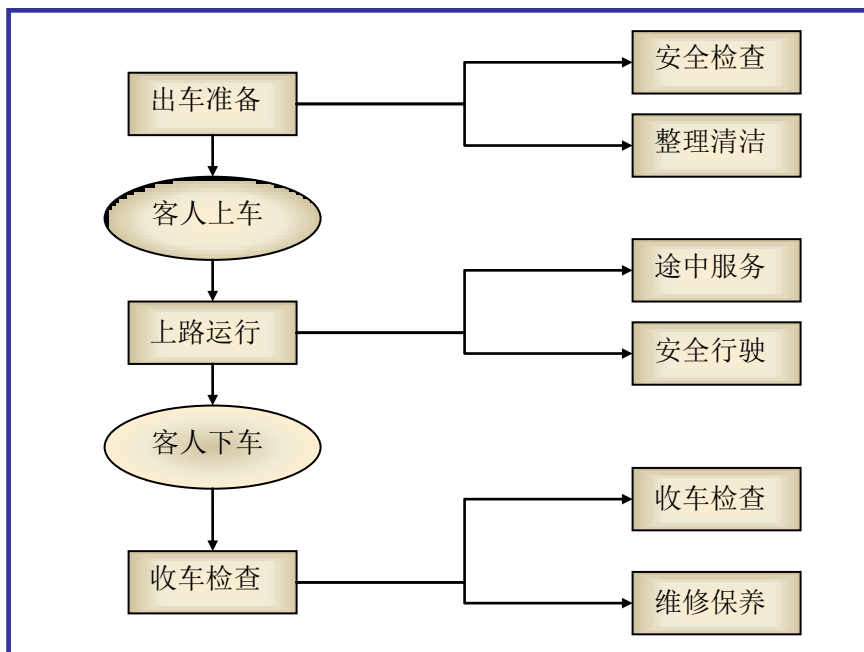 安全检查
出车准备
整理清洁
客人上车
途中服务
上路运行
安全行驶
客人下车
收车检查
收车检查
维修保养